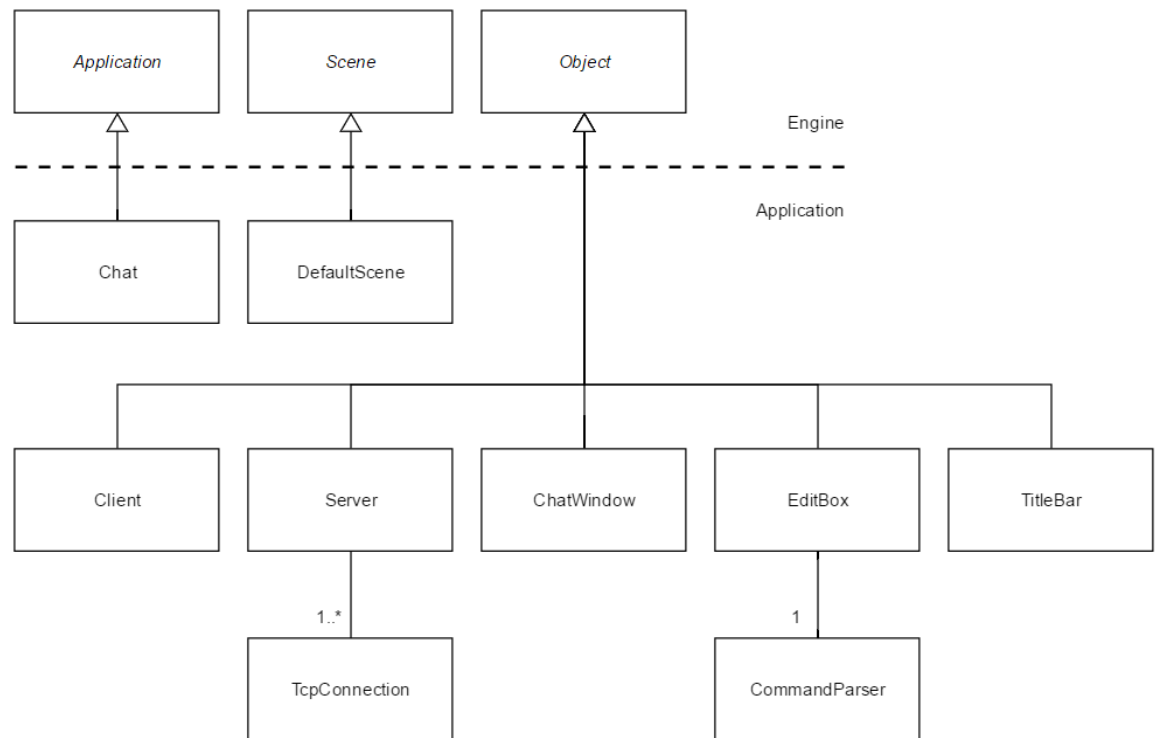 Application
Scene
Object
Engine
Application
Chat
DefaultScene
Client
Server
ChatWindow
EditBox
TitleBar
1..*
1
TcpConnection
CommandParser